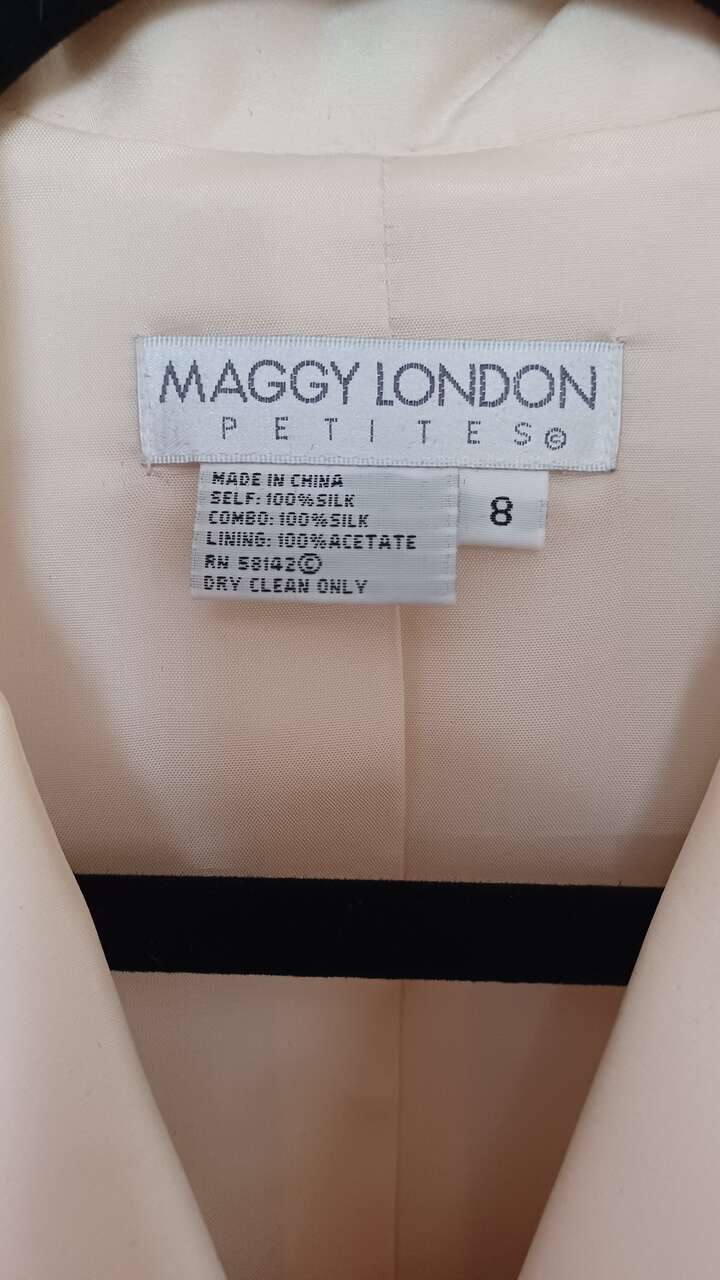 MAGGY LONDON
PETITES©
MADE IN CHINA
SELF: 100% SILK
COMBO: 100% SILK
LINING: 100% ACETATE
RN 58142©
DRY CLEAN ONLY
8